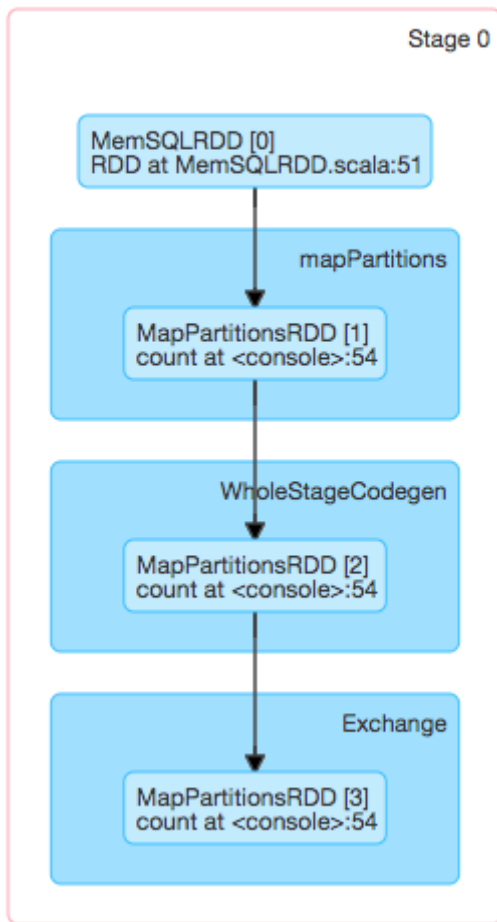 Stage 0
MemSQLRDD [0]
RDD at MemSQLRDD.scala:51
mapPartitions
MapPartitionsRDD [1]
count at <console>:54
WholeStageCodegen
MapPartitionsRDD [2]
count at <console>:54
Exchange
MapPartitionsRDD [3]
count at <console>:54